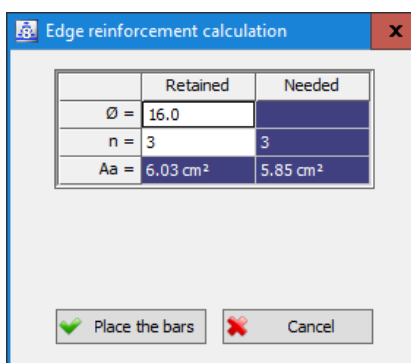 Edge reinforcement calculation x
Retained Needed
Ø = 16.0
n = 3 3
Aa = 6.03 cm² 5.85 cm²
Place the bars Cancel